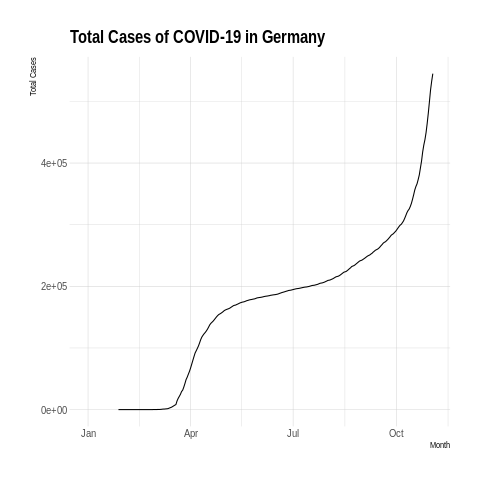 Total Cases of COVID-19 in Germany
Total Cases
4e+05
2e+05
0e+00
Jan Apr Jul Oct
Month